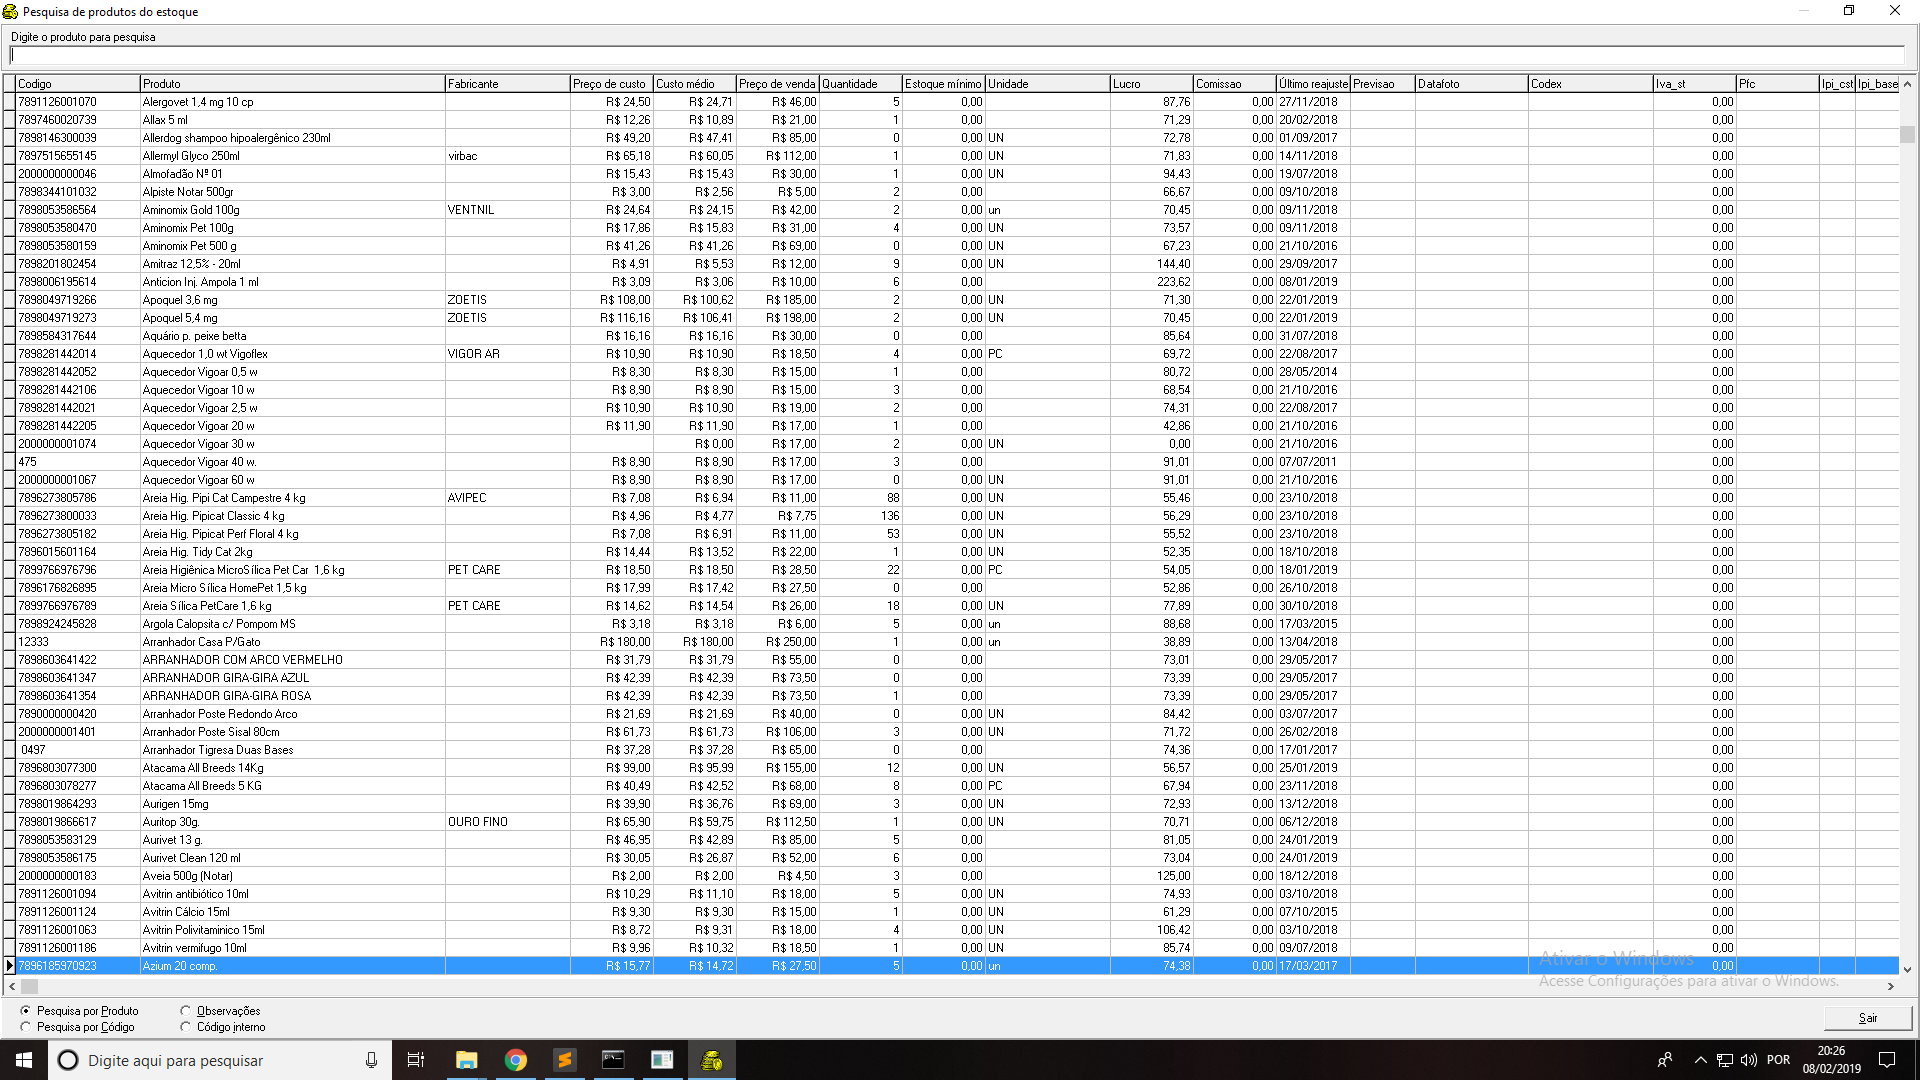 Pesquisa de produtos do estoque
Digite o produto para pesquisa
Codigo Produto Fabricante Preço de custo Custo médio Preço de venda Quantidade Estoque mínimo Unidade Lucro Comissao Último reajuste Previsao Datafoto Codex Iva_st Pfc Ipi_cst Ipi_base
7891126001070 Alergovet 1,4 mg 10 cp R$ 24,50 R$ 24,71 R$ 46,00 5 0,00 87,76 0,00 27/11/2018 0,00
7897460020739 Allax 5 ml R$ 12,26 R$ 10,89 R$ 21,00 1 0,00 71,29 0,00 20/02/2018 0,00
7898146300039 Allerdog shampoo hipoalergênico 230ml R$ 49,20 R$ 47,41 R$ 85,00 0 0,00 UN 72,78 0,00 01/09/2017 0,00
7897515655145 Allermyl Glyco 250ml virbac R$ 65,18 R$ 60,05 R$ 112,00 1 0,00 UN 71,83 0,00 14/11/2018 0,00
2000000000046 Almofadão Nº 01 R$ 15,43 R$ 15,43 R$ 30,00 1 0,00 UN 94,43 0,00 19/07/2018 0,00
7898344101032 Alpiste Notar 500gr R$ 3,00 R$ 2,56 R$ 5,00 2 0,00 66,67 0,00 09/10/2018 0,00
7898053586564 Aminomix Gold 100g VENTNIL R$ 24,64 R$ 24,15 R$ 42,00 2 0,00 un 70,45 0,00 09/11/2018 0,00
7898053580470 Aminomix Pet 100g R$ 17,86 R$ 15,83 R$ 31,00 4 0,00 UN 73,57 0,00 09/11/2018 0,00
7898053580159 Aminomix Pet 500 g R$ 41,26 R$ 41,26 R$ 69,00 0 0,00 UN 67,23 0,00 21/10/2016 0,00
7898201802454 Amitraz 12,5% - 20ml R$ 4,91 R$ 5,53 R$ 12,00 9 0,00 UN 144,40 0,00 29/09/2017 0,00
7898006195614 Anticion Inj. Ampola 1 ml R$ 3,09 R$ 3,06 R$ 10,00 6 0,00 223,62 0,00 08/01/2019 0,00
7898049719266 Apoquel 3,6 mg ZOETIS R$ 108,00 R$ 100,62 R$ 185,00 2 0,00 UN 71,30 0,00 22/01/2019 0,00
7898049719273 Apoquel 5,4 mg ZOETIS R$ 116,16 R$ 106,41 R$ 198,00 2 0,00 UN 70,45 0,00 22/01/2019 0,00
7898584317644 Aquário p. peixe betta R$ 16,16 R$ 16,16 R$ 30,00 0 0,00 85,64 0,00 31/07/2018 0,00
7898281442014 Aquecedor 1,0 wt Vigoflex VIGOR AR R$ 10,90 R$ 10,90 R$ 18,50 4 0,00 PC 69,72 0,00 22/08/2017 0,00
7898281442052 Aquecedor Vigoar 0,5 w R$ 8,30 R$ 8,30 R$ 15,00 1 0,00 80,72 0,00 28/05/2014 0,00
7898281442106 Aquecedor Vigoar 10 w R$ 8,90 R$ 8,90 R$ 15,00 3 0,00 68,54 0,00 21/10/2016 0,00
7898281442021 Aquecedor Vigoar 2,5 w R$ 10,90 R$ 10,90 R$ 19,00 2 0,00 74,31 0,00 22/08/2017 0,00
7898281442205 Aquecedor Vigoar 20 w R$ 11,90 R$ 11,90 R$ 17,00 1 0,00 42,86 0,00 21/10/2016 0,00
2000000001074 Aquecedor Vigoar 30 w R$ 0,00 R$ 17,00 2 0,00 UN 0,00 0,00 21/10/2016 0,00
475 Aquecedor Vigoar 40 w. R$ 8,90 R$ 8,90 R$ 17,00 3 0,00 91,01 0,00 07/07/2011 0,00
2000000001067 Aquecedor Vigoar 60 w R$ 8,90 R$ 8,90 R$ 17,00 0 0,00 UN 91,01 0,00 21/10/2016 0,00
7896273805786 Areia Hig. Pipi Cat Campestre 4 kg AVIPEC R$ 7,08 R$ 6,94 R$ 11,00 88 0,00 UN 55,46 0,00 23/10/2018 0,00
7896273800033 Areia Hig. Pipicat Classic 4 kg R$ 4,96 R$ 4,77 R$ 7,75 136 0,00 UN 56,29 0,00 23/10/2018 0,00
7896273805182 Areia Hig. Pipicat Perf Floral 4 kg R$ 7,08 R$ 6,91 R$ 11,00 53 0,00 UN 55,52 0,00 23/10/2018 0,00
7896015601164 Areia Hig. Tidy Cat 2kg R$ 14,44 R$ 13,52 R$ 22,00 1 0,00 UN 52,35 0,00 18/10/2018 0,00
7899766976796 Areia Higiênica MicroSílica Pet Car 1,6 kg PET CARE R$ 18,50 R$ 18,50 R$ 28,50 22 0,00 PC 54,05 0,00 18/01/2019 0,00
7896176826895 Areia Micro Sílica HomePet 1,5 kg R$ 17,99 R$ 17,42 R$ 27,50 0 0,00 52,86 0,00 26/10/2018 0,00
7899766976789 Areia Sílica PetCare 1,6 kg PET CARE R$ 14,62 R$ 14,54 R$ 26,00 18 0,00 UN 77,89 0,00 30/10/2018 0,00
7898924245828 Argola Calopsita c/ Pompom MS R$ 3,18 R$ 3,18 R$ 6,00 5 0,00 un 88,68 0,00 17/03/2015 0,00
12333 Arranhador Casa P/Gato R$ 180,00 R$ 180,00 R$ 250,00 1 0,00 un 38,89 0,00 13/04/2018 0,00
7898603641422 ARRANHADOR COM ARCO VERMELHO R$ 31,79 R$ 31,79 R$ 55,00 0 0,00 73,01 0,00 29/05/2017 0,00
7898603641347 ARRANHADOR GIRA-GIRA AZUL R$ 42,39 R$ 42,39 R$ 73,50 0 0,00 73,39 0,00 29/05/2017 0,00
7898603641354 ARRANHADOR GIRA-GIRA ROSA R$ 42,39 R$ 42,39 R$ 73,50 1 0,00 73,39 0,00 29/05/2017 0,00
7890000000420 Arranhador Poste Redondo Arco R$ 21,69 R$ 21,69 R$ 40,00 0 0,00 UN 84,42 0,00 03/07/2017 0,00
2000000001401 Arranhador Poste Sisal 80cm R$ 61,73 R$ 61,73 R$ 106,00 3 0,00 UN 71,72 0,00 26/02/2018 0,00
0497 Arranhador Tigresa Duas Bases R$ 37,28 R$ 37,28 R$ 65,00 0 0,00 74,36 0,00 17/01/2017 0,00
7896803077300 Atacama All Breeds 14Kg R$ 99,00 R$ 95,99 R$ 155,00 12 0,00 UN 56,57 0,00 25/01/2019 0,00
7896803078277 Atacama All Breeds 5 KG R$ 40,49 R$ 42,52 R$ 68,00 8 0,00 PC 67,94 0,00 23/11/2018 0,00
7898019864293 Aurigen 15mg R$ 39,90 R$ 36,76 R$ 69,00 3 0,00 UN 72,93 0,00 13/12/2018 0,00
7898019866617 Auritop 30g. OURO FINO R$ 65,90 R$ 59,75 R$ 112,50 1 0,00 UN 70,71 0,00 06/12/2018 0,00
7898053583129 Aurivet 13 g. R$ 46,95 R$ 42,89 R$ 85,00 5 0,00 81,05 0,00 24/01/2019 0,00
7898053586175 Aurivet Clean 120 ml R$ 30,05 R$ 26,87 R$ 52,00 6 0,00 73,04 0,00 24/01/2019 0,00
2000000000183 Aveia 500g (Notar) R$ 2,00 R$ 2,00 R$ 4,50 3 0,00 125,00 0,00 18/12/2018 0,00
7891126001094 Avitrin antibiótico 10ml R$ 10,29 R$ 11,10 R$ 18,00 5 0,00 UN 74,93 0,00 03/10/2018 0,00
7891126001124 Avitrin Cálcio 15ml R$ 9,30 R$ 9,30 R$ 15,00 1 0,00 UN 61,29 0,00 07/10/2015 0,00
7891126001063 Avitrin Polivitaminico 15ml R$ 8,72 R$ 9,31 R$ 18,00 4 0,00 UN 106,42 0,00 03/10/2018 0,00
7891126001186 Avitrin vermifugo 10ml R$ 9,96 R$ 10,32 R$ 18,50 1 0,00 UN 85,74 0,00 09/07/2018 0,00
7896185970923 Azium 20 comp. R$ 15,77 R$ 14,72 R$ 27,50 5 0,00 un 74,38 0,00 17/03/2017 0,00
Ativar o Windows
Acesse Configurações para ativar o Windows.
Pesquisa por Produto Observações
Pesquisa por Código Código interno
Sair
Digite aqui para pesquisar
POR
20:26
08/02/2019